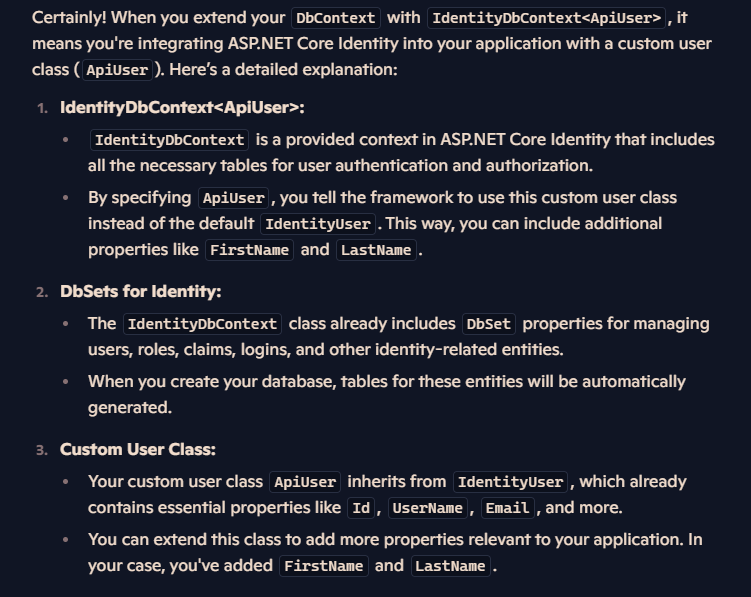 Certainly! When you extend your DbContext with IdentityDbContext<ApiUser>, it
means you're integrating ASP.NET Core Identity into your application with a custom user
class (ApiUser). Here's a detailed explanation:
1. IdentityDbContext<ApiUser>:
• IdentityDbContext is a provided context in ASP.NET Core Identity that includes
all the necessary tables for user authentication and authorization.
• By specifying ApiUser, you tell the framework to use this custom user class
instead of the default IdentityUser. This way, you can include additional
properties like FirstName and LastName.
2. DbSets for Identity:
• The IdentityDbContext class already includes DbSet properties for managing
users, roles, claims, logins, and other identity-related entities.
• When you create your database, tables for these entities will be automatically
generated.
3. Custom User Class:
• Your custom user class ApiUser inherits from IdentityUser, which already
contains essential properties like Id, UserName, Email, and more.
• You can extend this class to add more properties relevant to your application. In
your case, you've added FirstName and LastName.